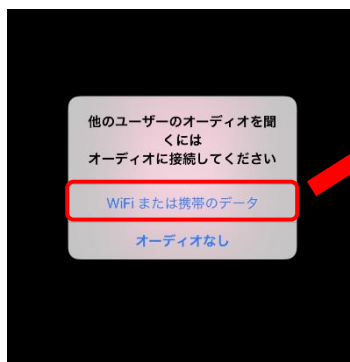 他のユーザーのオーディオを聞
くには
オーディオに接続してください
WiFi または携帯のデータ
オーディオなし